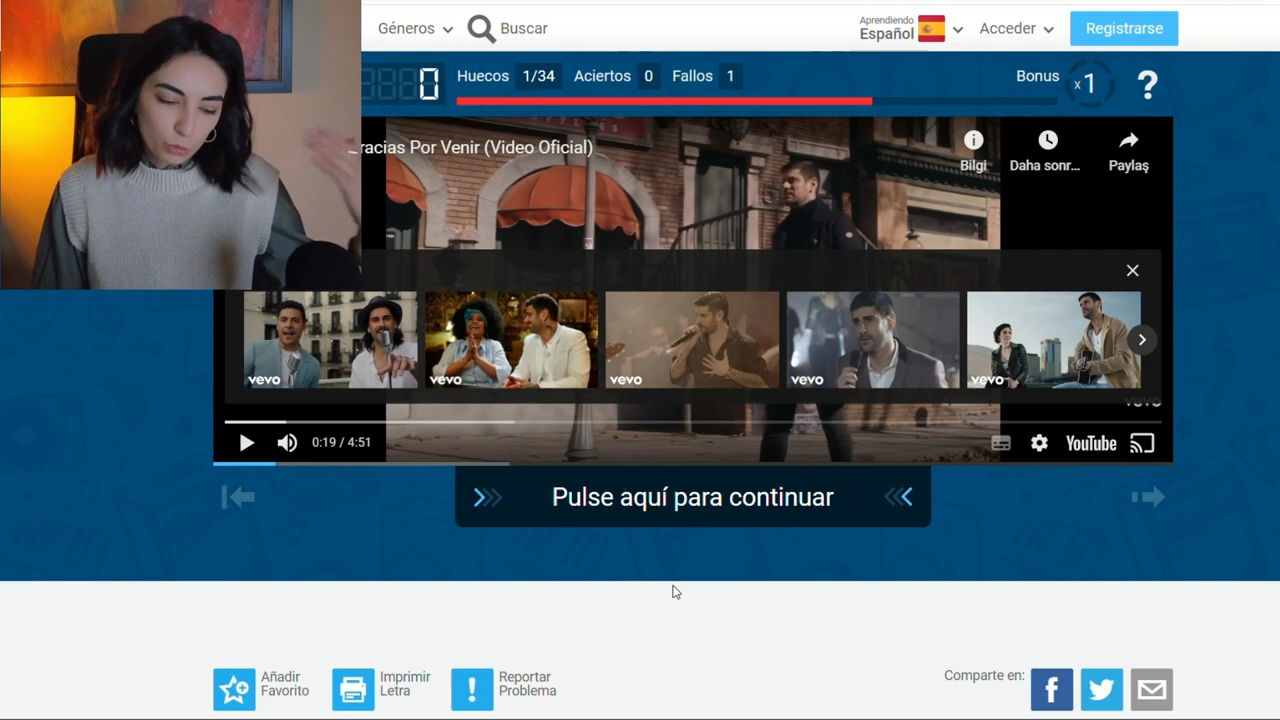 Géneros
Buscar
Aprendiendo
Español
Acceder
Registrarse
0
Huecos 1/34 Aciertos 0 Fallos 1
Bonus x1
?
racias Por Venir (Video Oficial)
Bilgi
Daha sonr...
Paylaş
vevo
vevo
vevo
vevo
vevo
vevo
0:19 / 4:51
YouTube
Pulse aquí para continuar
Añadir
Favorito
Imprimir
Letra
Reportar
Problema
Comparte en: